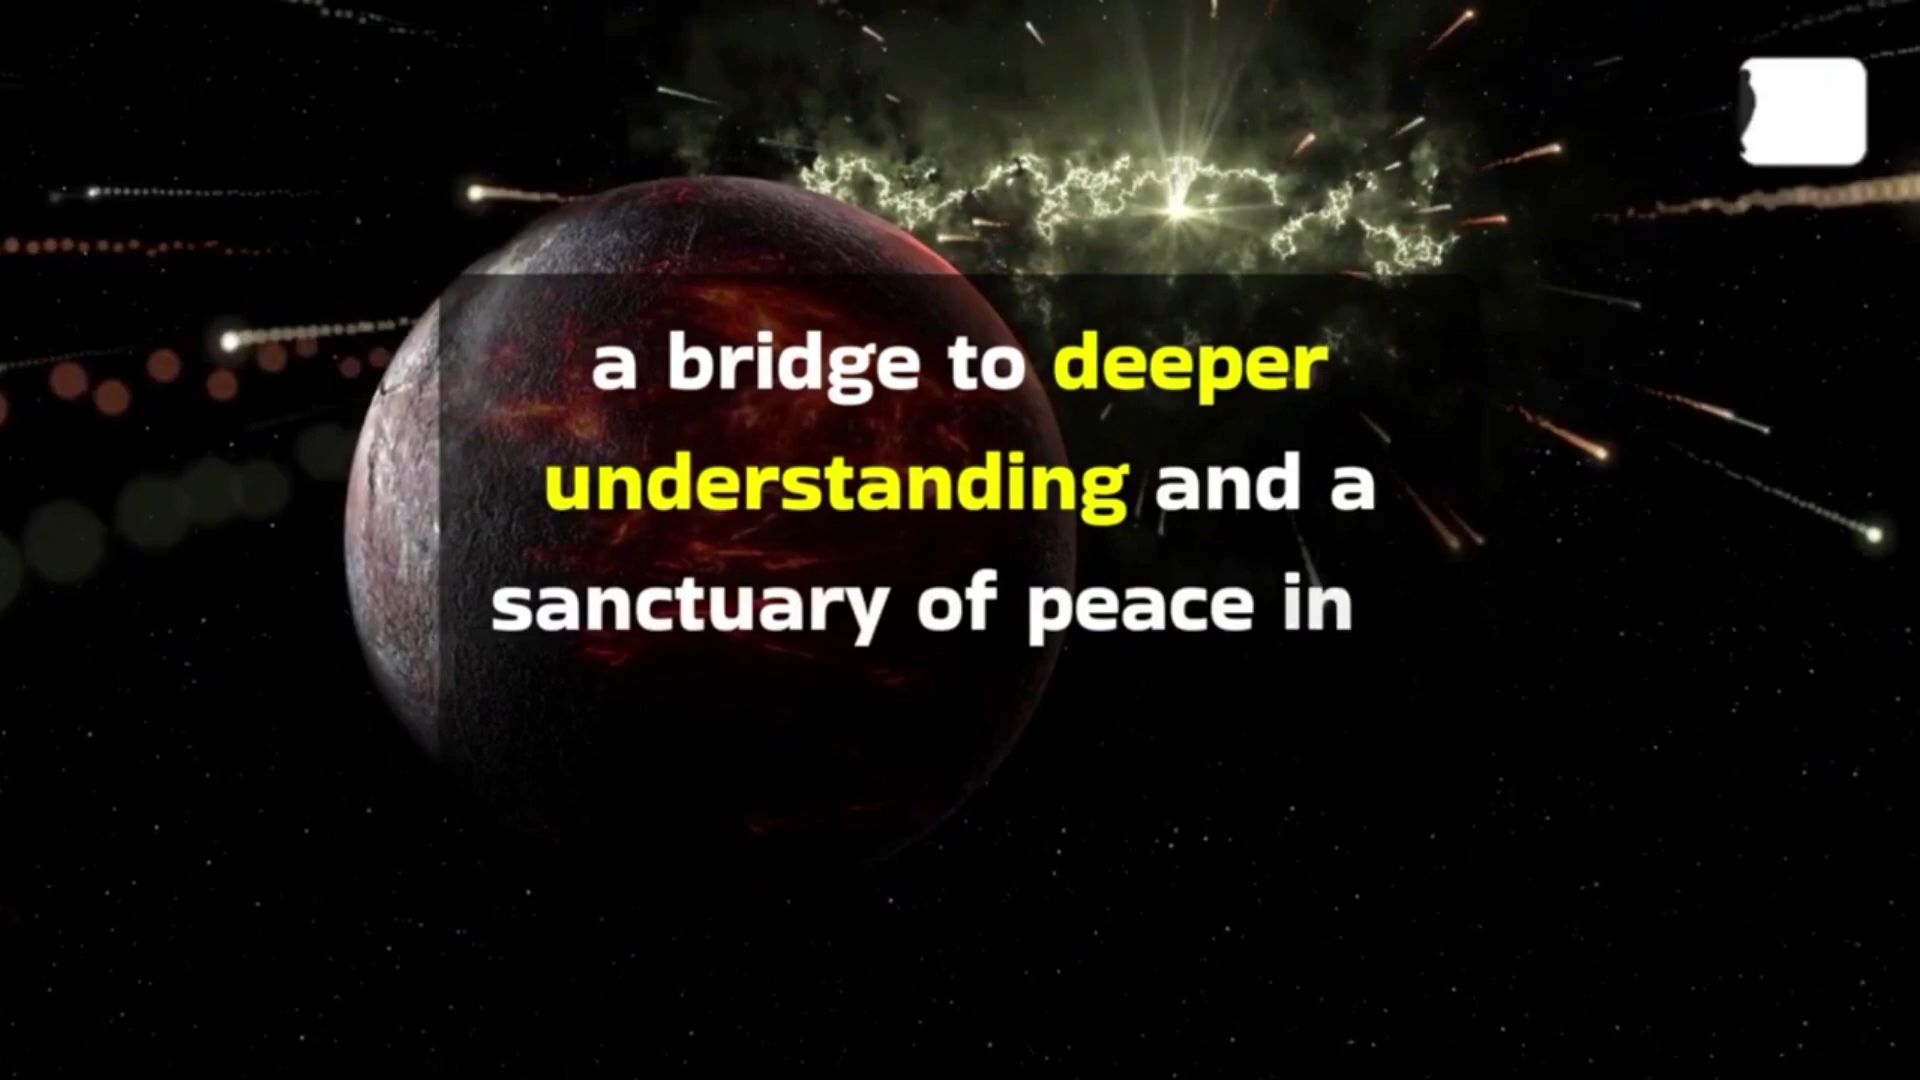 a bridge to deeper
understanding and a
sanctuary of peace in